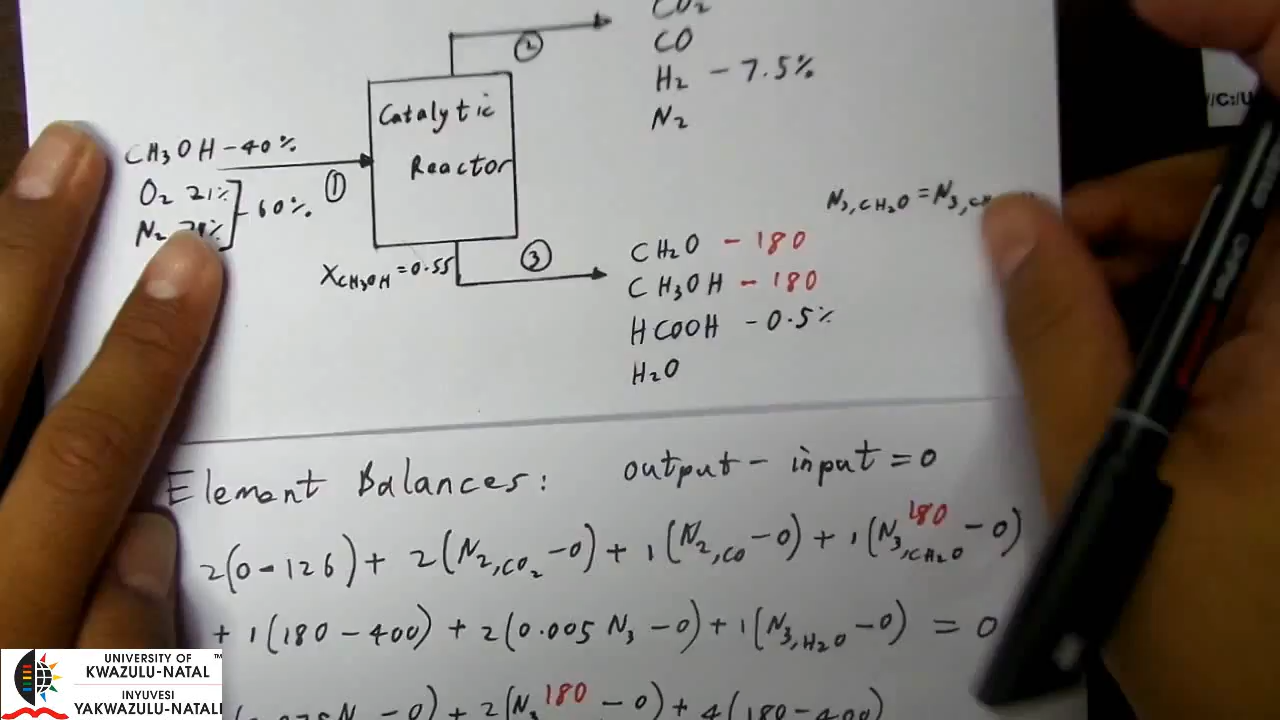 CO₂
②
CO
H₂ - 7.5%
N₂
Catalytic
Reactor
CH₃OH - 40%
①
O₂ 21%
- 60%
N₂
/C:/U
N₃,CH₂O = N₃,
X_CH₃OH = 0.55
③
CH₂O - 180
CH₃OH - 180
HCOOH - 0.5%
H₂O
Element Balances: output - input = 0
2(0-126) + 2(N₂,CO₂ - 0) + 1(N₂,CO - 0) + 1(N₃,CH₂O 180 - 0)
+ 1(180-400) + 2(0.005 N₃ - 0) + 1(N₃,H₂O - 0) = 0
- 0) + 2(N₃ 180 - 0) + 4(180-400)
UNIVERSITY OF ™
KWAZULU-NATAL
INYUVESI
YAKWAZULU-NATALI